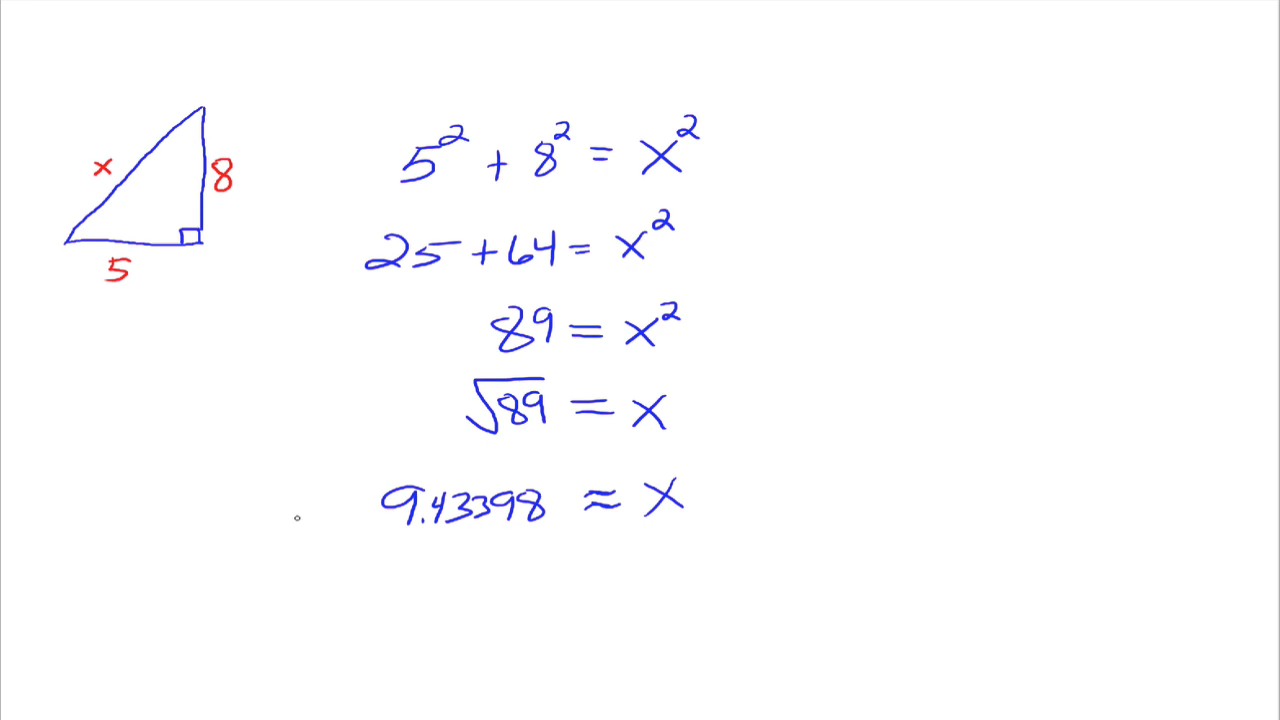 x
8
5
5² + 8² = x²
25 + 64 = x²
89 = x²
√89 = x
9.43398 ≈ x